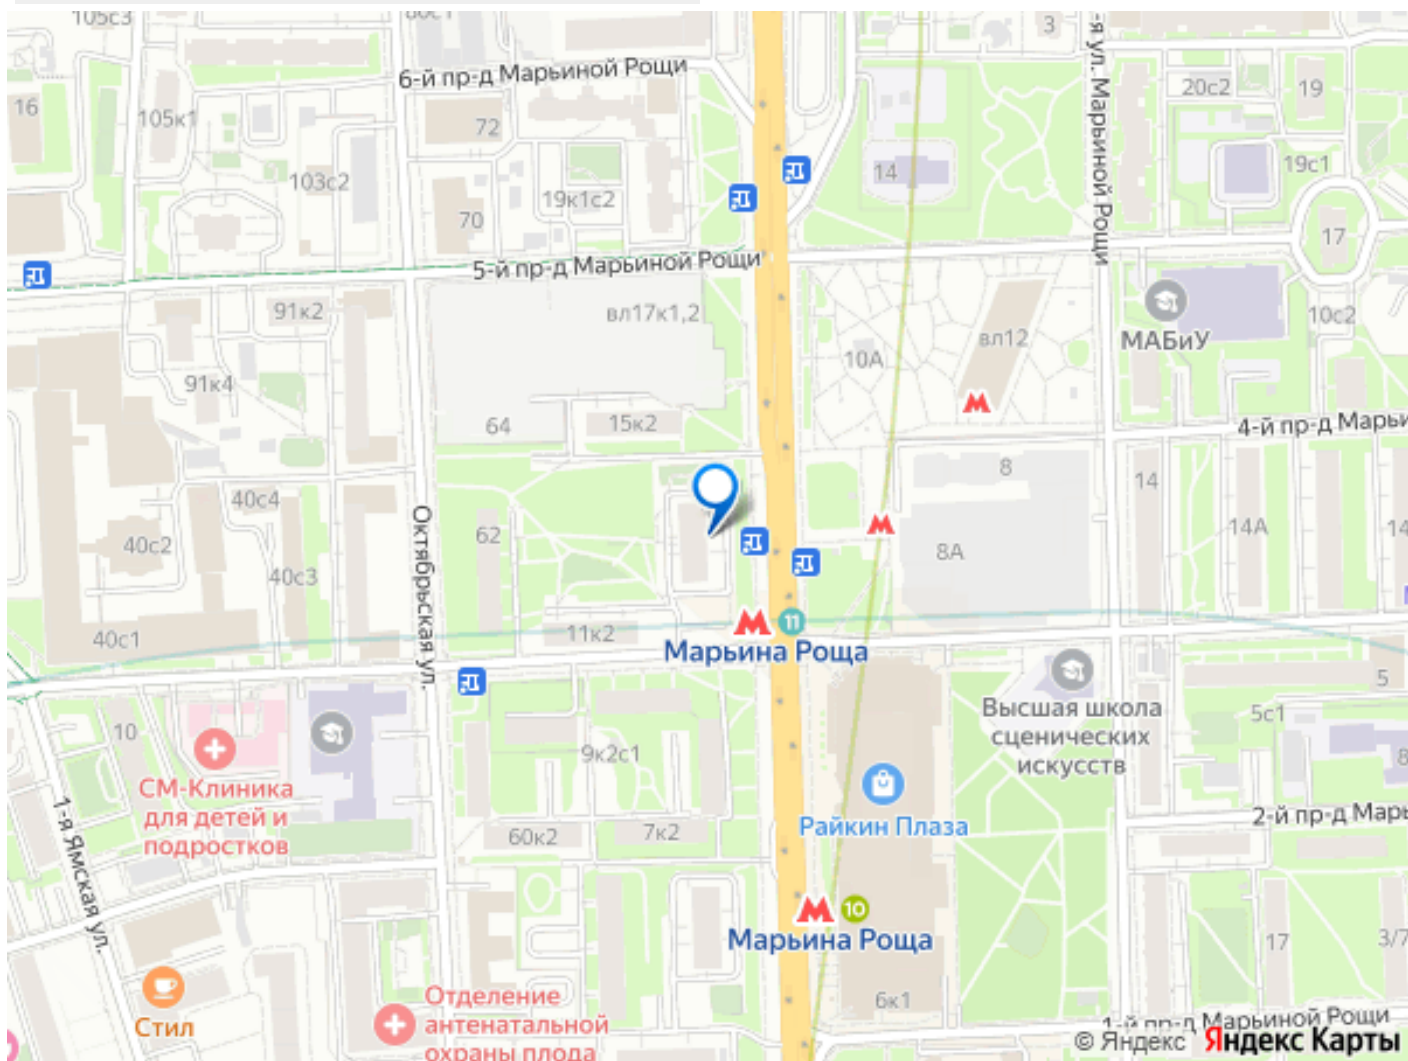 105с3
80с1
3
6-й пр-д Марьиной Рощи
-я ул. Марьиной Рощи
20с2
19
16
105к1
72
103с2
19к1с2
14
19с1
70
17
5-й пр-д Марьиной Рощи
91к2
вл17к1,2
10с2
вл12
МАБиУ
10А
91к4
64
15к2
4-й пр-д Марьи
8
14
40с4
Октябрьская ул.
62
14А
14
40с2
8А
40с3
11
40с1
11к2
Марьина Роща
5
Высшая школа
сценических
искусств
5с1
10
9к2с1
8
СМ-Клиника
для детей и
подростков
1-я Ямская ул.
Райкин Плаза
2-й пр-д Марь
60к2
7к2
10
Марьина Роща
17
3/7
Отделение
антенатальной
охраны плода
6к1
Стил
1-й пр-д Марьиной Рощи
© Яндекс Яндекс Карты